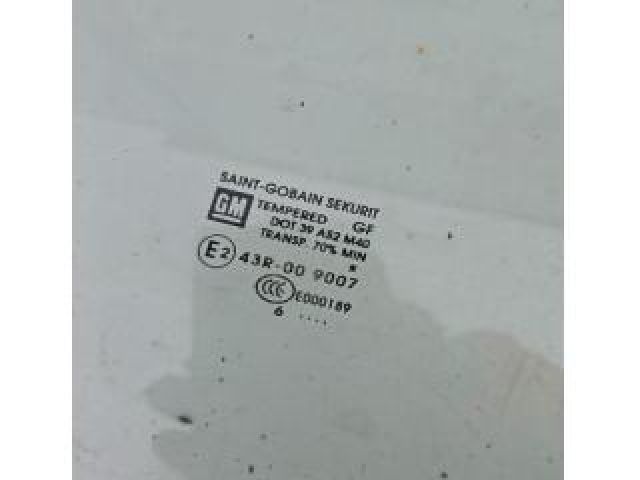 SAINT-GOBAIN SEKURIT
GM TEMPERED GF
DOT 39 AS2 M40
TRANSP. 70% MIN
E2 43R-00 9007
CCC E000189
6 ....